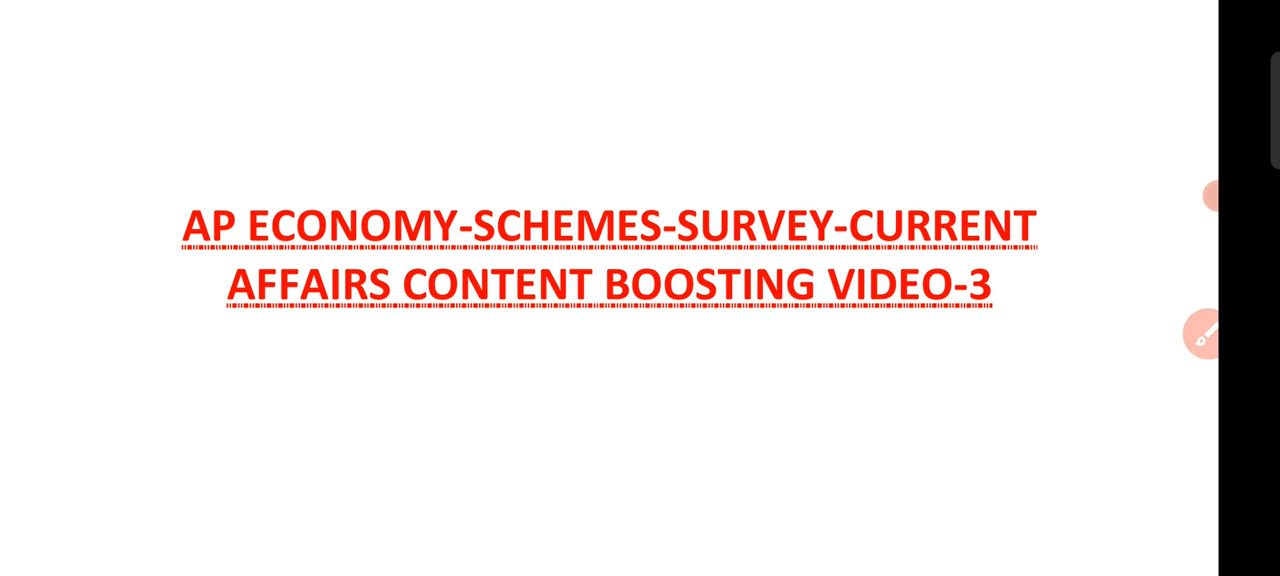 AP ECONOMY-SCHEMES-SURVEY-CURRENT
AFFAIRS CONTENT BOOSTING VIDEO-3